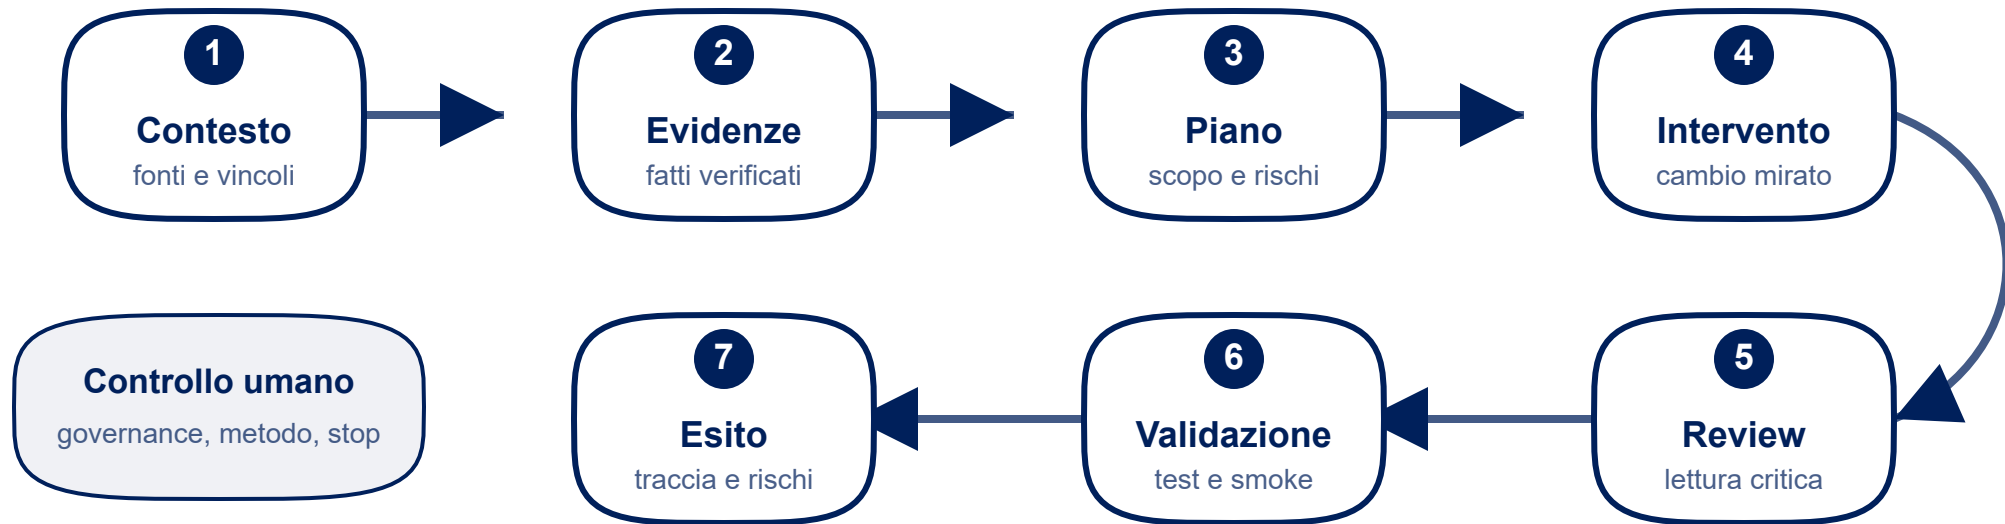 1
Contesto
fonti e vincoli
2
Evidenze
fatti verificati
3
Piano
scopo e rischi
4
Intervento
cambio mirato
5
Review
lettura critica
6
Validazione
test e smoke
7
Esito
traccia e rischi
Controllo umano
governance, metodo, stop